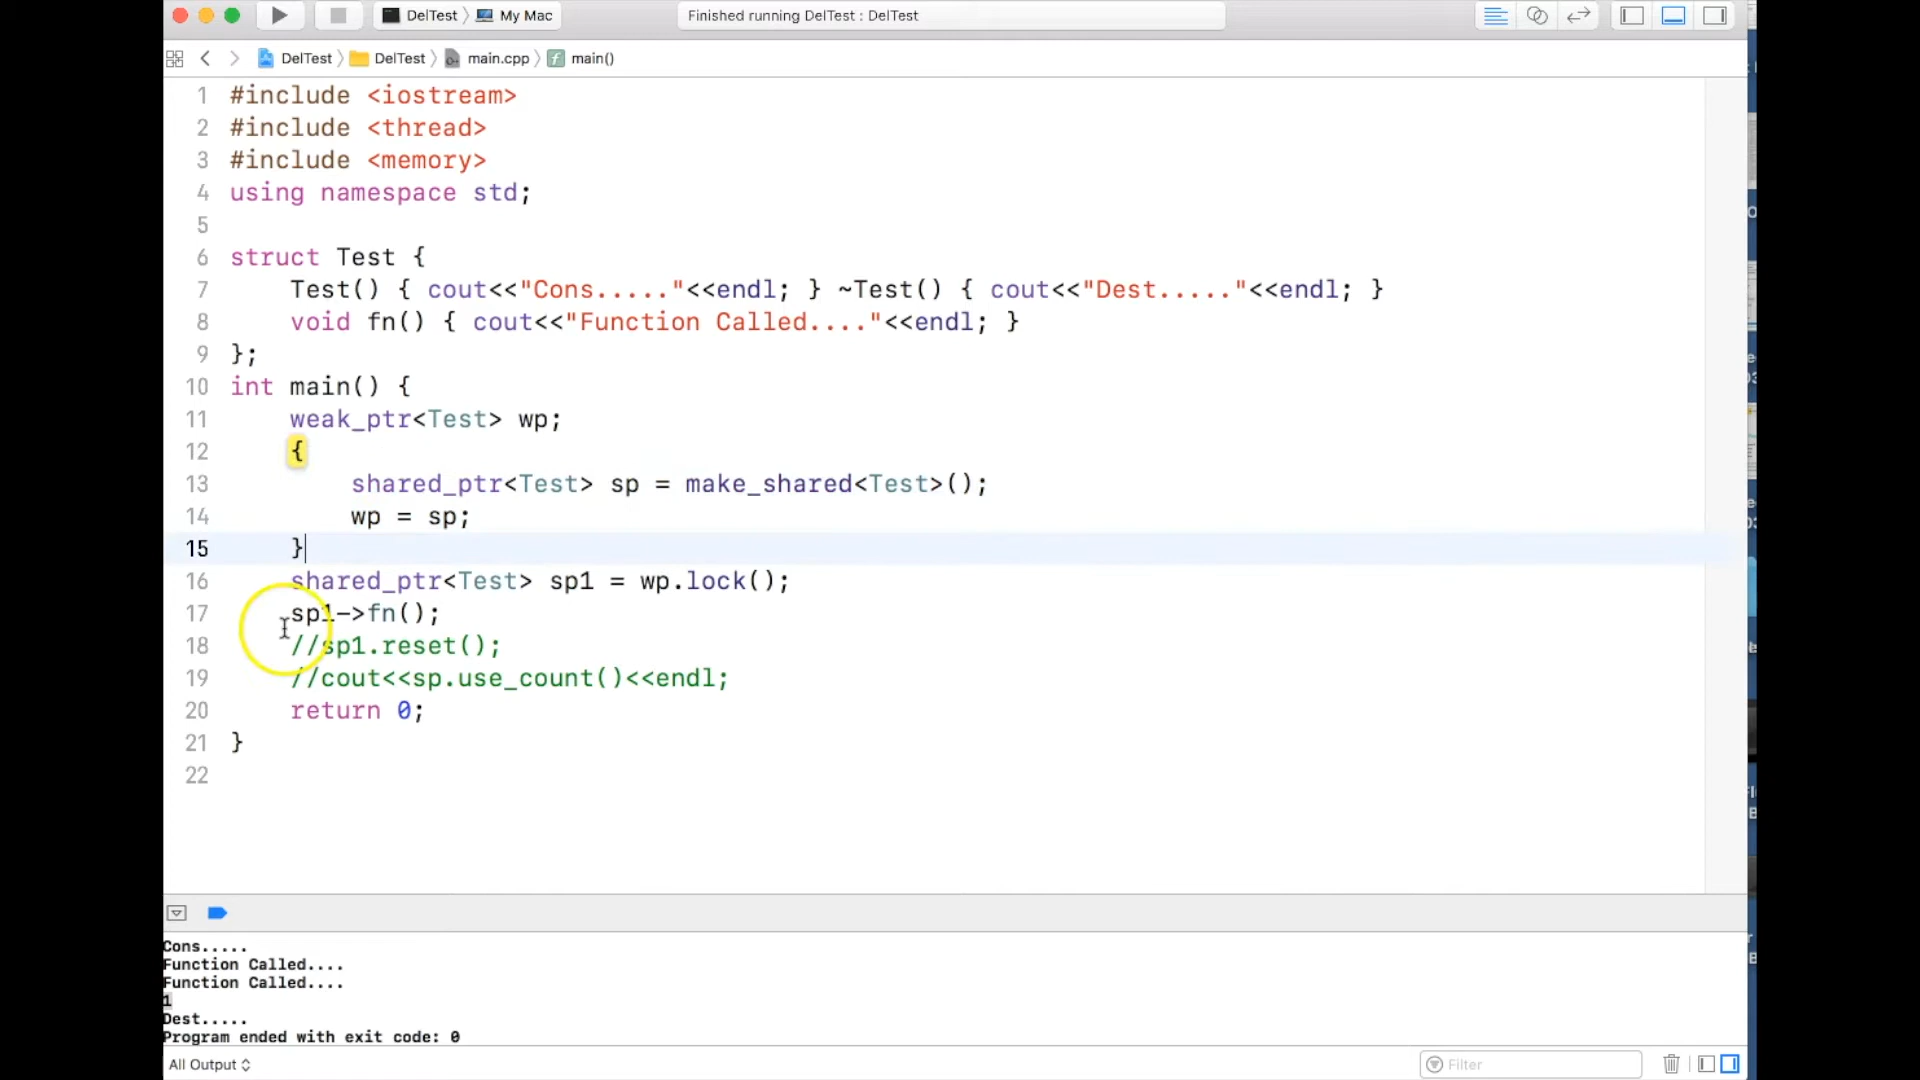 DelTest My Mac Finished running DelTest : DelTest
DelTest DelTest main.cpp f main()
1 #include <iostream>
2 #include <thread>
3 #include <memory>
4 using namespace std;
5
6 struct Test {
7 Test() { cout<<"Cons....."<<endl; } ~Test() { cout<<"Dest....."<<endl; }
8 void fn() { cout<<"Function Called...."<<endl; }
9 };
10 int main() {
11 weak_ptr<Test> wp;
12 {
13 shared_ptr<Test> sp = make_shared<Test>();
14 wp = sp;
15 }
16 shared_ptr<Test> sp1 = wp.lock();
17 sp1->fn();
18 //sp1.reset();
19 //cout<<sp.use_count()<<endl;
20 return 0;
21 }
22
Cons.....
Function Called....
Function Called....
1
Dest.....
Program ended with exit code: 0
All Output Filter